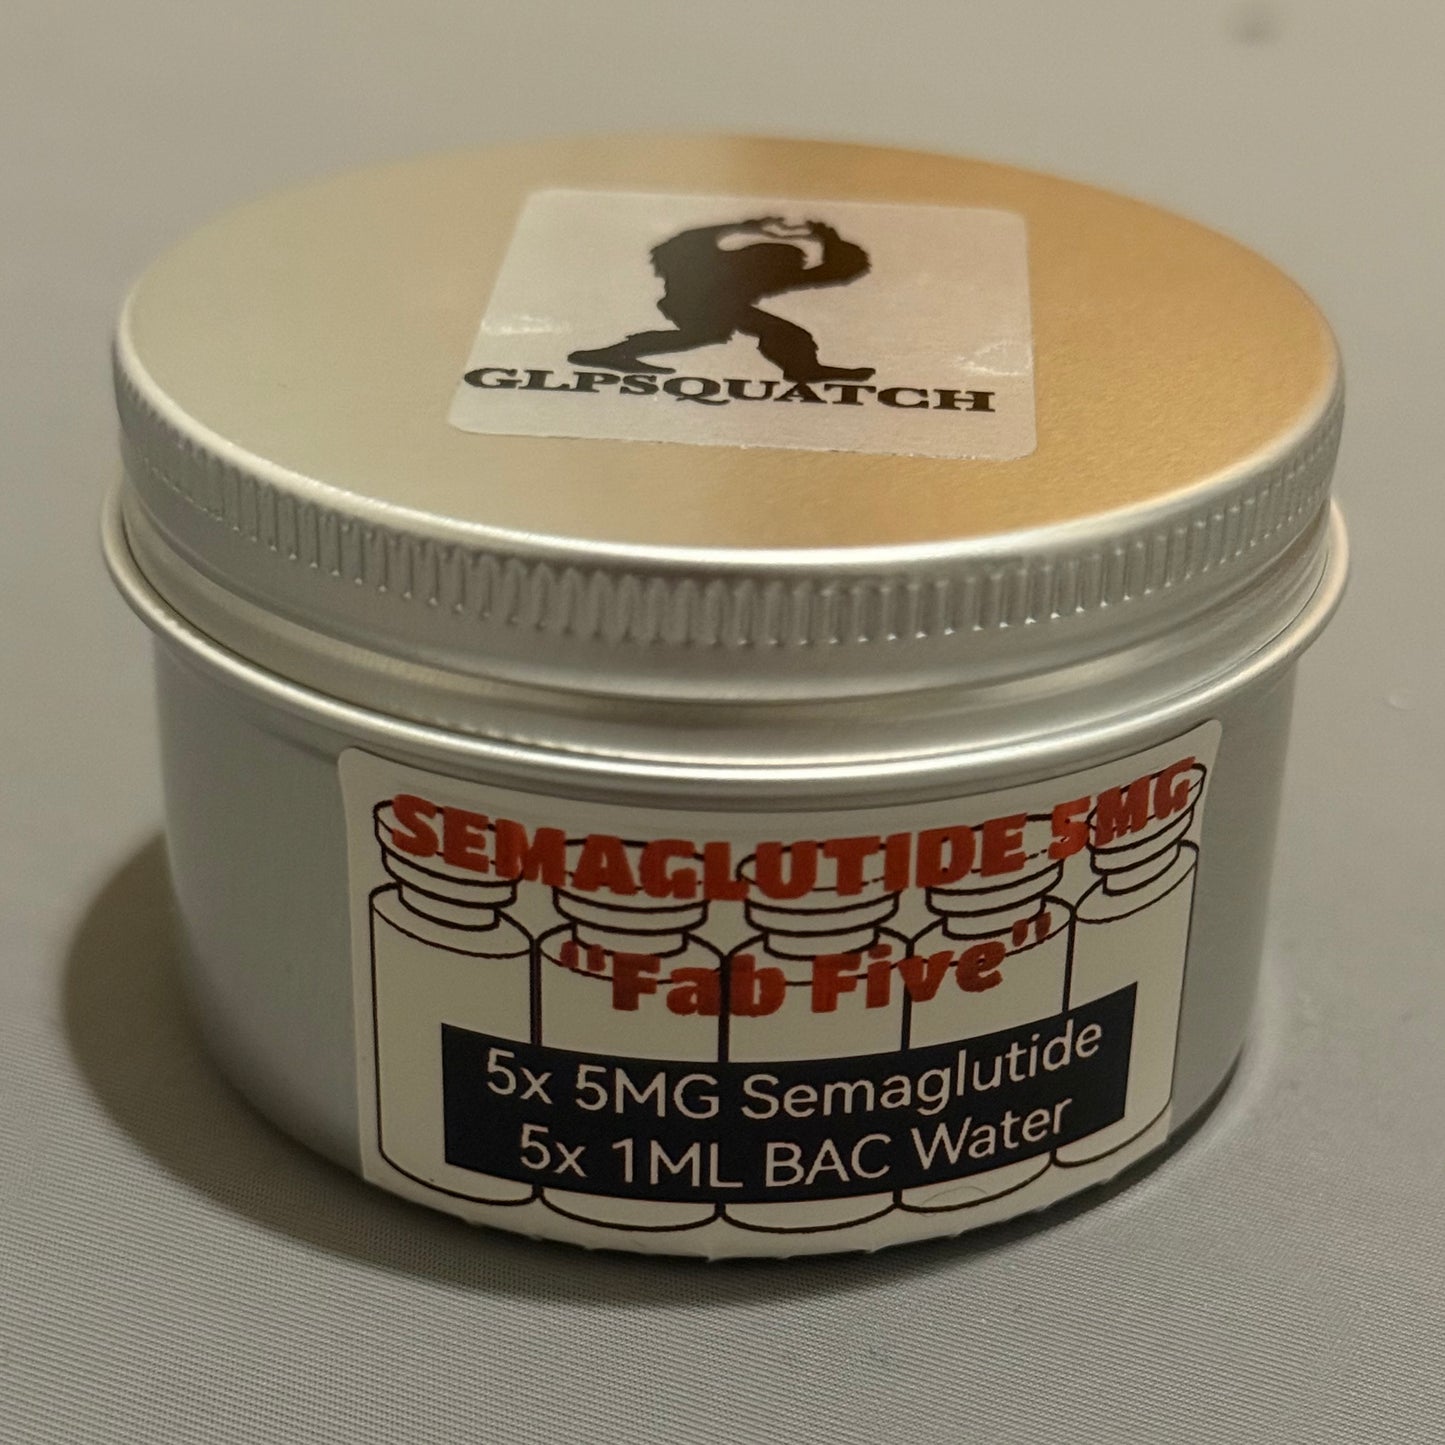 GLPSQUATCH
SEMAGLUTIDE 5MG
"Fab Five"
5x 5MG Semaglutide
5x 1ML BAC Water